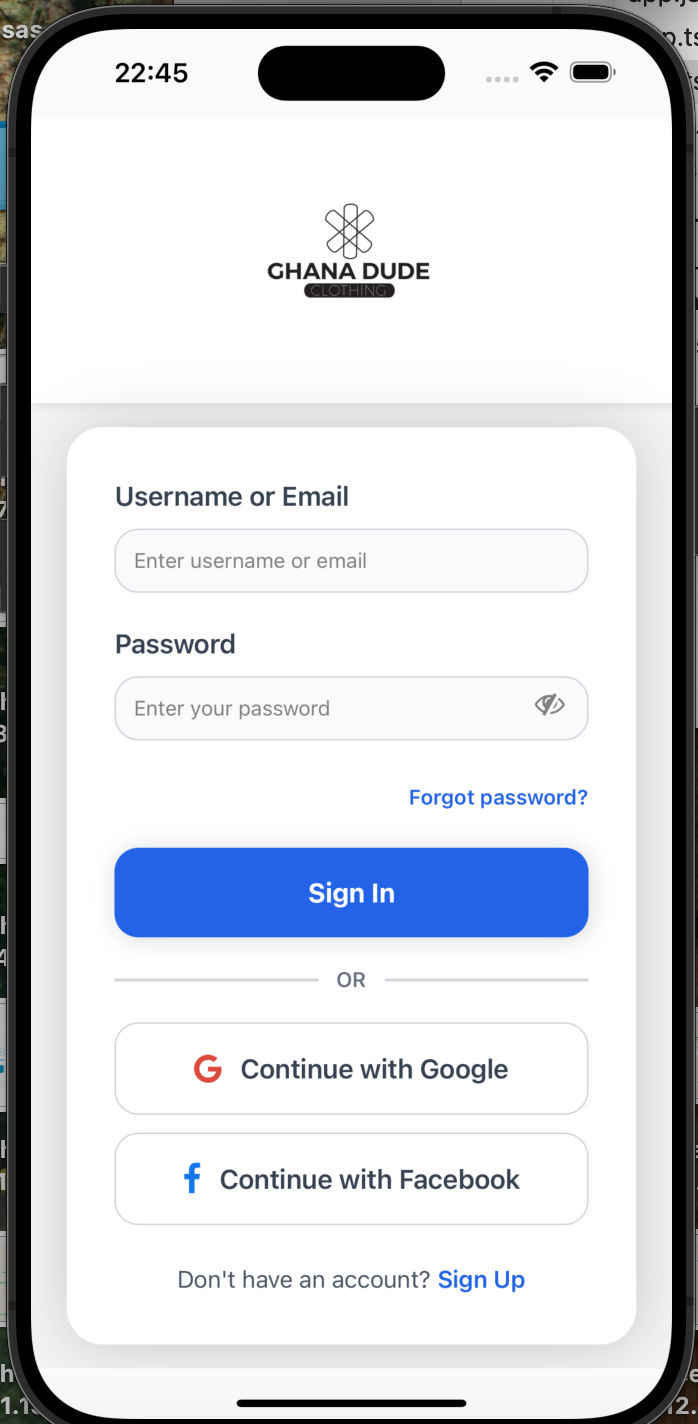 22:45
GHANA DUDE
CLOTHING
Username or Email
Enter username or email
Password
Enter your password
Forgot password?
Sign In
OR
Continue with Google
Continue with Facebook
Don't have an account? Sign Up